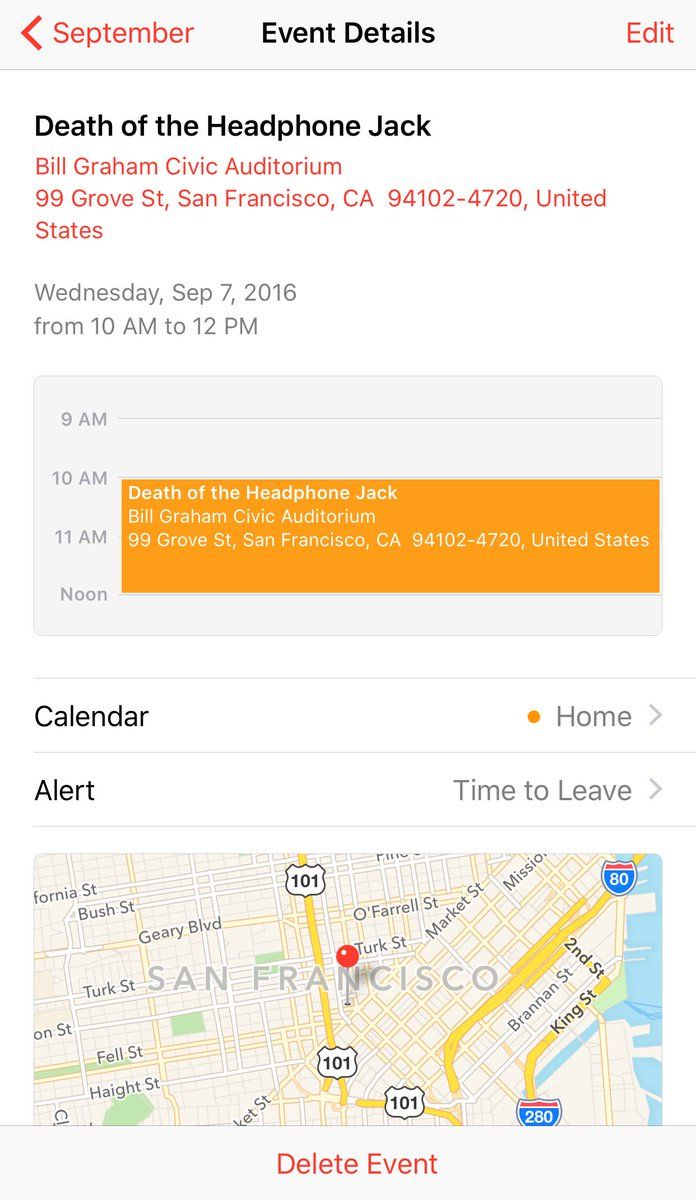 September
Event Details
Edit
Death of the Headphone Jack
Bill Graham Civic Auditorium
99 Grove St, San Francisco, CA  94102-4720, United
States
Wednesday, Sep 7, 2016
from 10 AM to 12 PM
9 AM
10 AM
Death of the Headphone Jack
Bill Graham Civic Auditorium
11 AM
99 Grove St, San Francisco, CA  94102-4720, United States
Noon
Calendar
Home
Alert
Time to Leave
101
80
fornia St
Bush St
O'Farrell St
Market St
Geary Blvd
Turk St
2nd St
SAN FRANCISCO
Turk St
Brannan St
King St
on St
Fell St
101
Haight St
101
ket St
280
Delete Event